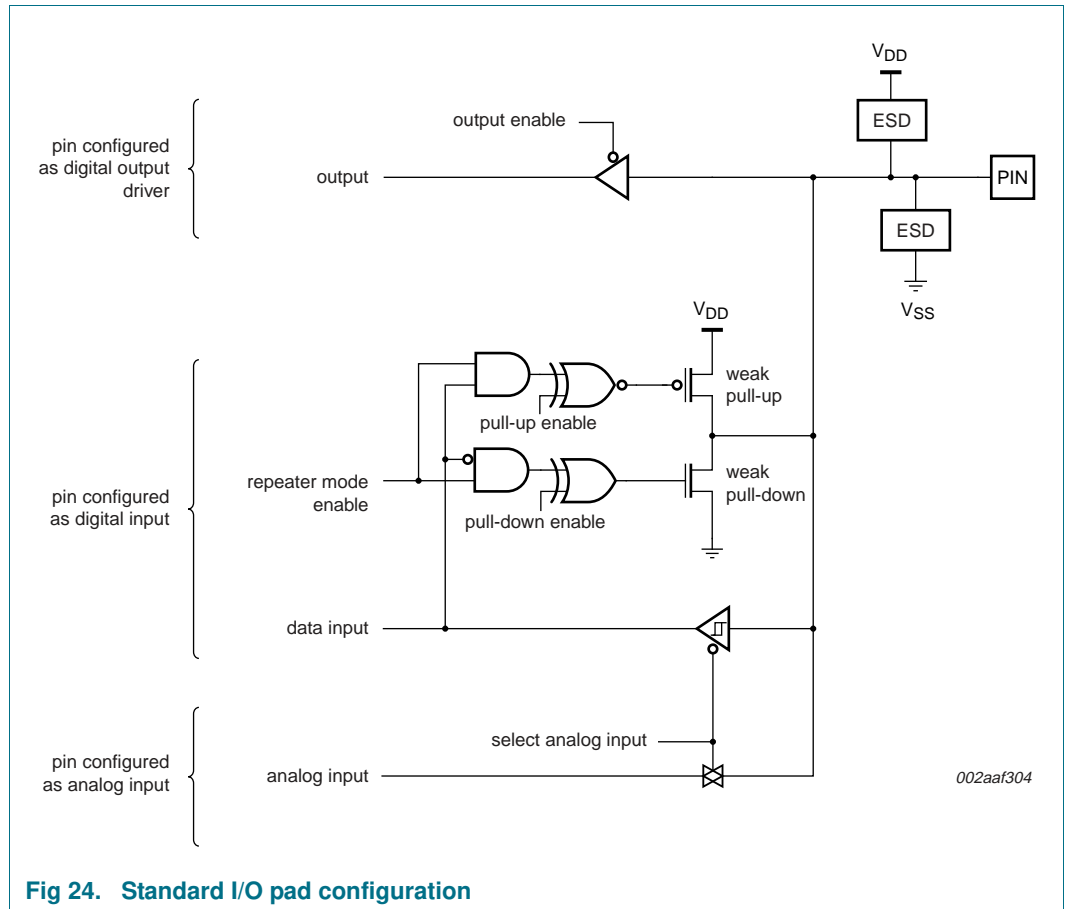 VDD
ESD
output enable
pin configured
as digital output
driver
output
PIN
ESD
VSS
VDD
weak
pull-up
pull-up enable
repeater mode
enable
weak
pull-down
pull-down enable
pin configured
as digital input
data input
select analog input
pin configured
as analog input
analog input
002aaf304
Fig 24. Standard I/O pad configuration